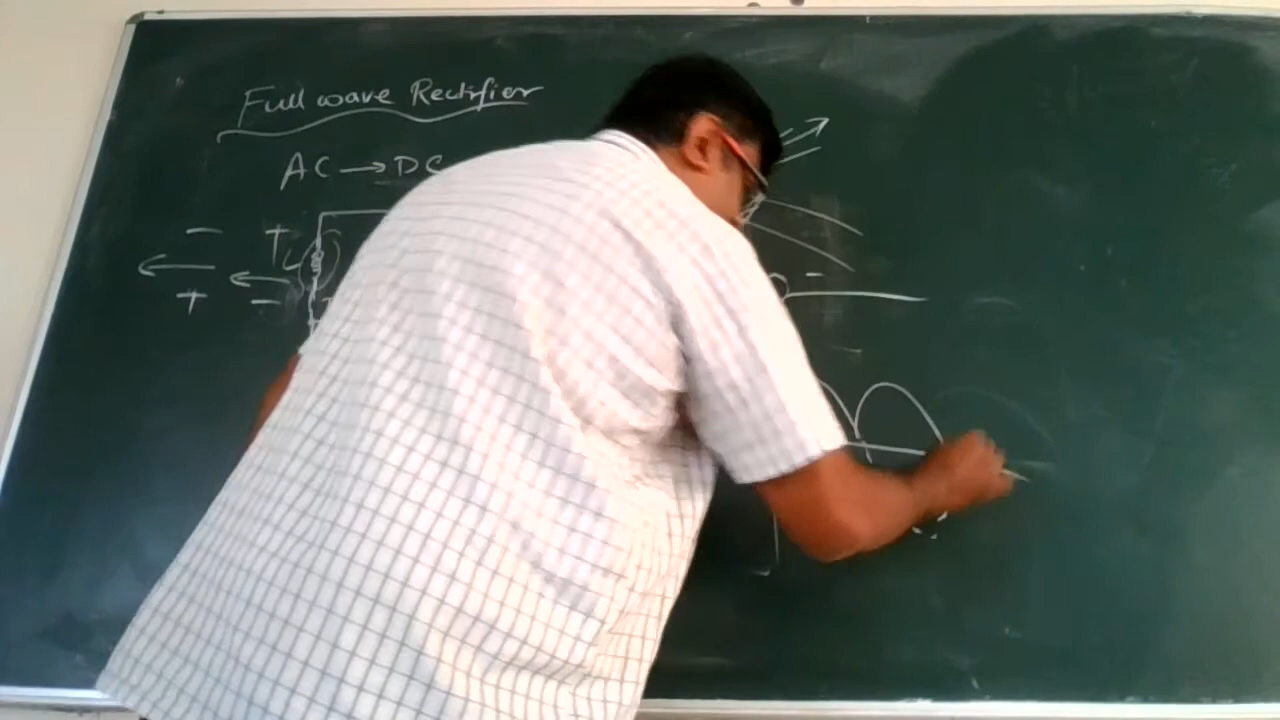 Full wave Rectifier
AC → DC
− +
+ −